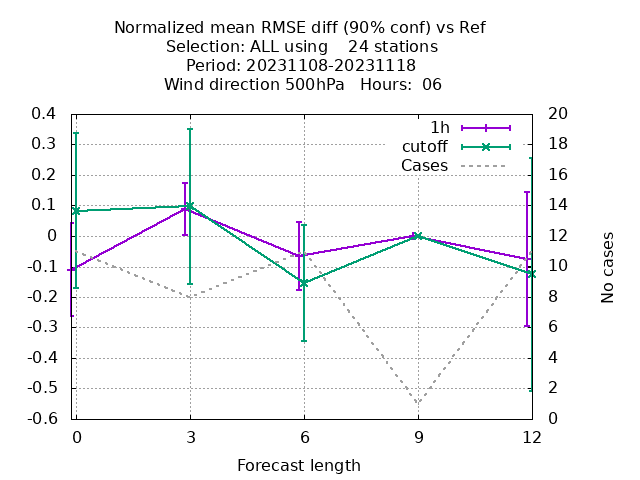 Normalized mean RMSE diff (90% conf) vs Ref
Selection: ALL using    24 stations
Period: 20231108-20231118
Wind direction 500hPa   Hours:  06
1h
cutoff
Cases
0.4
0.3
0.2
0.1
0
-0.1
-0.2
-0.3
-0.4
-0.5
-0.6
20
18
16
14
12
10
8
6
4
2
0
No cases
0 3 6 9 12
Forecast length